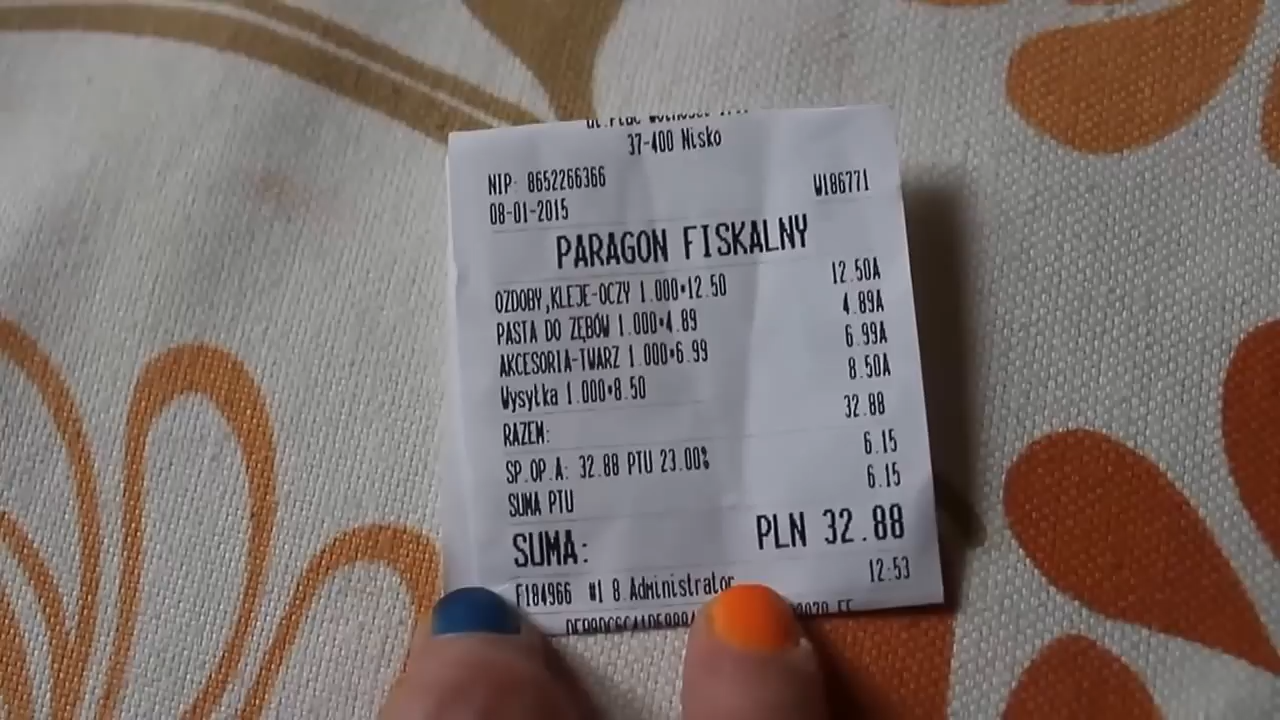 37-400 Nisko
NIP: 8652266366 W186771
08-01-2015
PARAGON FISKALNY
OZDOBY,KLEJE-OCZY 1.000*12.50 12.50A
PASTA DO ZĘBÓW 1.000*4.89 4.89A
AKCESORIA-TWARZ 1.000*6.99 6.99A
Wysyłka 1.000*8.50 8.50A
RAZEM: 32.88
SP.OP.A: 32.88 PTU 23.00% 6.15
SUMA PTU 6.15
SUMA: PLN 32.88
F184966 #1 8 Administrator 12:53